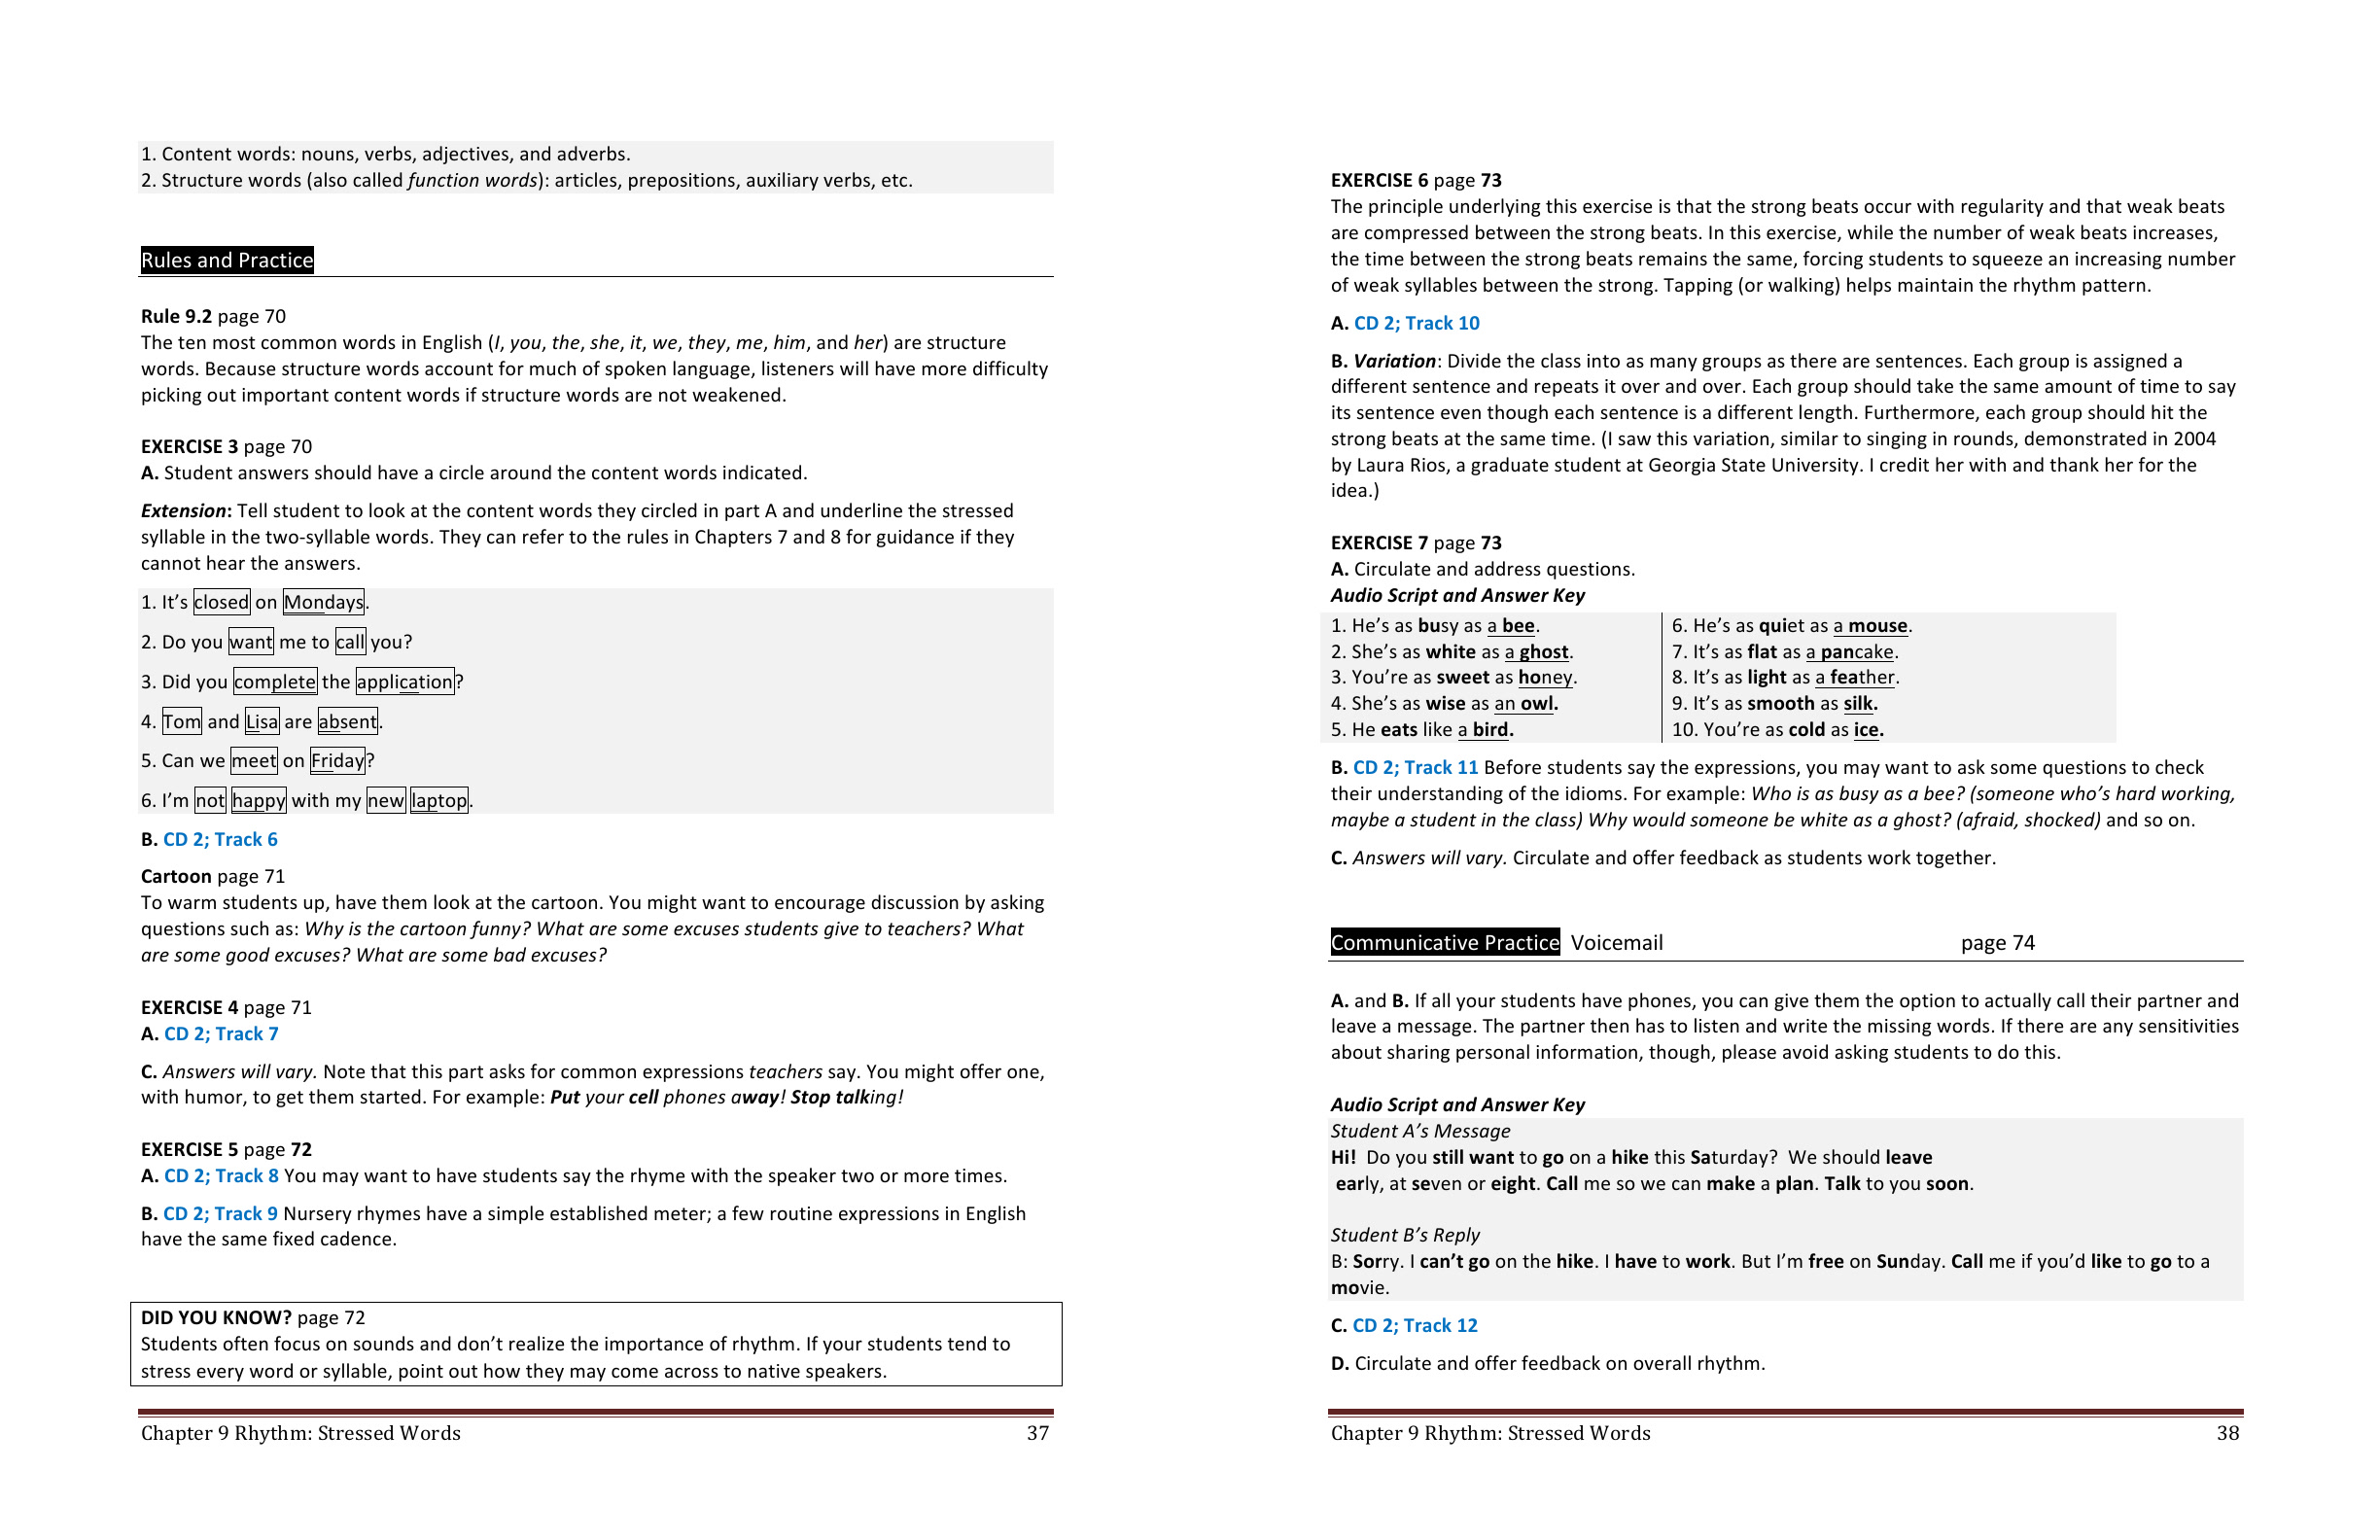 1. Content words: nouns, verbs, adjectives, and adverbs.
2. Structure words (also called function words): articles, prepositions, auxiliary verbs, etc.
Rules and Practice
Rule 9.2 page 70
The ten most common words in English (I, you, the, she, it, we, they, me, him, and her) are structure
words. Because structure words account for much of spoken language, listeners will have more difficulty
picking out important content words if structure words are not weakened.
EXERCISE 3 page 70
A. Student answers should have a circle around the content words indicated.
Extension: Tell student to look at the content words they circled in part A and underline the stressed
syllable in the two-syllable words. They can refer to the rules in Chapters 7 and 8 for guidance if they
cannot hear the answers.
1. It’s closed on Mondays.
2. Do you want me to call you?
3. Did you complete the application?
4. Tom and Lisa are absent.
5. Can we meet on Friday?
6. I’m not happy with my new laptop.
B. CD 2; Track 6
Cartoon page 71
To warm students up, have them look at the cartoon. You might want to encourage discussion by asking
questions such as: Why is the cartoon funny? What are some excuses students give to teachers? What
are some good excuses? What are some bad excuses?
EXERCISE 4 page 71
A. CD 2; Track 7
C. Answers will vary. Note that this part asks for common expressions teachers say. You might offer one,
with humor, to get them started. For example: Put your cell phones away! Stop talking!
EXERCISE 5 page 72
A. CD 2; Track 8 You may want to have students say the rhyme with the speaker two or more times.
B. CD 2; Track 9 Nursery rhymes have a simple established meter; a few routine expressions in English
have the same fixed cadence.
DID YOU KNOW? page 72
Students often focus on sounds and don’t realize the importance of rhythm. If your students tend to
stress every word or syllable, point out how they may come across to native speakers.
Chapter 9 Rhythm: Stressed Words 37
EXERCISE 6 page 73
The principle underlying this exercise is that the strong beats occur with regularity and that weak beats
are compressed between the strong beats. In this exercise, while the number of weak beats increases,
the time between the strong beats remains the same, forcing students to squeeze an increasing number
of weak syllables between the strong. Tapping (or walking) helps maintain the rhythm pattern.
A. CD 2; Track 10
B. Variation: Divide the class into as many groups as there are sentences. Each group is assigned a
different sentence and repeats it over and over. Each group should take the same amount of time to say
its sentence even though each sentence is a different length. Furthermore, each group should hit the
strong beats at the same time. (I saw this variation, similar to singing in rounds, demonstrated in 2004
by Laura Rios, a graduate student at Georgia State University. I credit her with and thank her for the
idea.)
EXERCISE 7 page 73
A. Circulate and address questions.
Audio Script and Answer Key
1. He’s as busy as a bee.
2. She’s as white as a ghost.
3. You’re as sweet as honey.
4. She’s as wise as an owl.
5. He eats like a bird.
6. He’s as quiet as a mouse.
7. It’s as flat as a pancake.
8. It’s as light as a feather.
9. It’s as smooth as silk.
10. You’re as cold as ice.
B. CD 2; Track 11 Before students say the expressions, you may want to ask some questions to check
their understanding of the idioms. For example: Who is as busy as a bee? (someone who’s hard working,
maybe a student in the class) Why would someone be white as a ghost? (afraid, shocked) and so on.
C. Answers will vary. Circulate and offer feedback as students work together.
Communicative Practice Voicemail page 74
A. and B. If all your students have phones, you can give them the option to actually call their partner and
leave a message. The partner then has to listen and write the missing words. If there are any sensitivities
about sharing personal information, though, please avoid asking students to do this.
Audio Script and Answer Key
Student A’s Message
Hi! Do you still want to go on a hike this Saturday? We should leave
early, at seven or eight. Call me so we can make a plan. Talk to you soon.
Student B’s Reply
B: Sorry. I can’t go on the hike. I have to work. But I’m free on Sunday. Call me if you’d like to go to a
movie.
C. CD 2; Track 12
D. Circulate and offer feedback on overall rhythm.
Chapter 9 Rhythm: Stressed Words 38